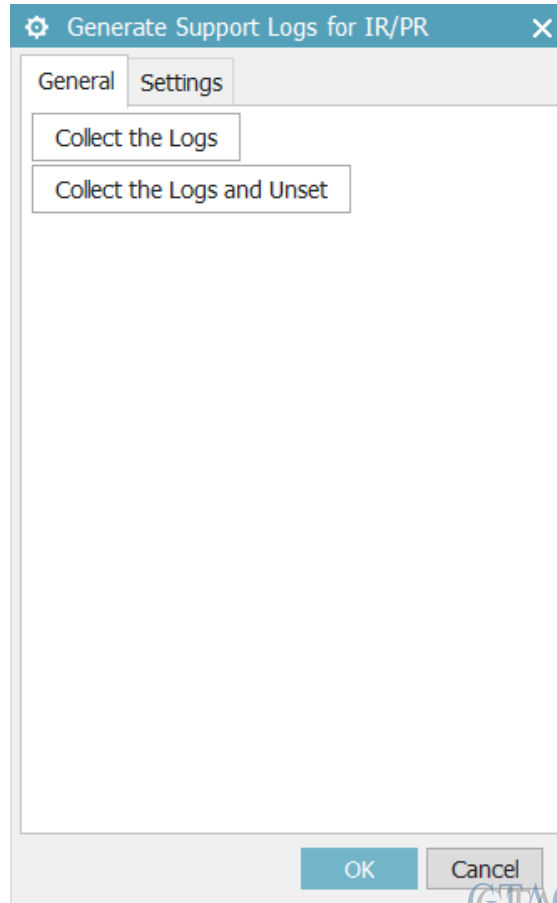 Generate Support Logs for IR/PR
General Settings
Collect the Logs
Collect the Logs and Unset
OK Cancel